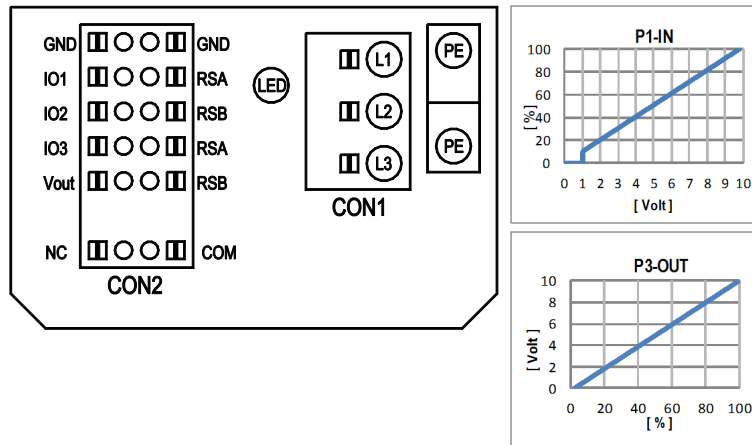 GND GND
IO1 RSA
IO2 RSB
IO3 RSA
Vout RSB
NC COM
CON2
LED
L1
L2
L3
CON1
PE
PE
P1-IN
[ % ]
100
80
60
40
20
0
0 1 2 3 4 5 6 7 8 9 10
[ Volt ]
P3-OUT
[ Volt ]
10
8
6
4
2
0
0 20 40 60 80 100
[ % ]